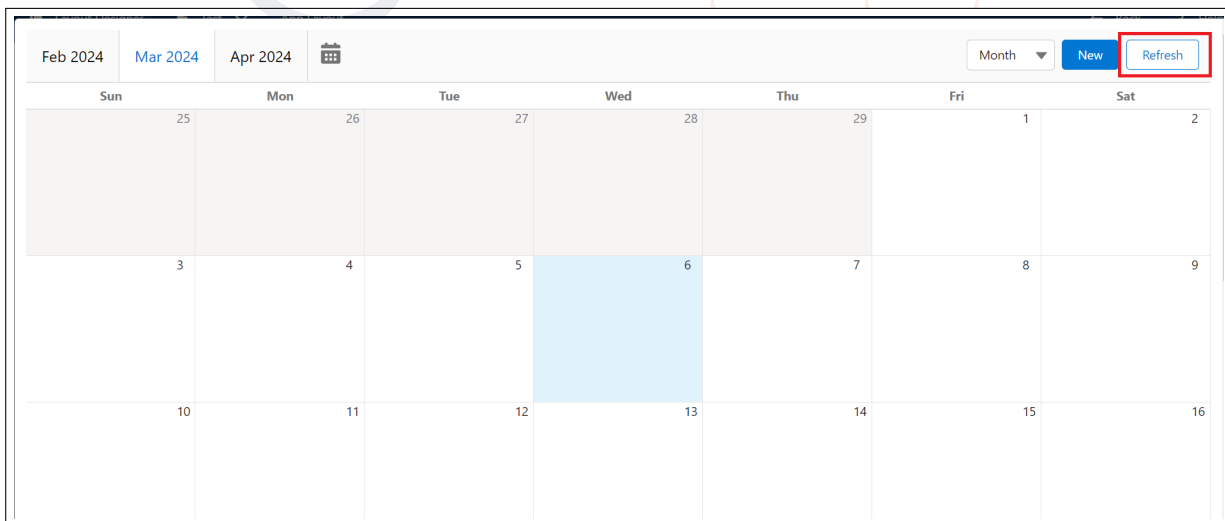 Feb 2024 Mar 2024 Apr 2024 Month New Refresh
Sun Mon Tue Wed Thu Fri Sat
25 26 27 28 29 1 2
3 4 5 6 7 8 9
10 11 12 13 14 15 16